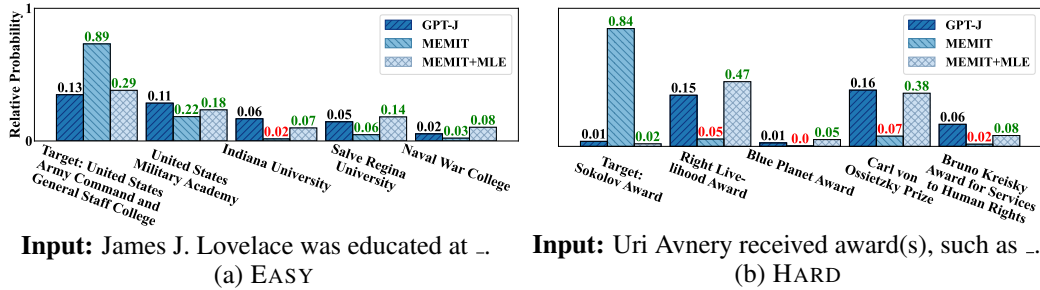 1
0
Relative Probability
GPT-J
MEMIT
MEMIT+MLE
0.13
0.89
0.29
0.11
0.22
0.18
0.06
0.02
0.07
0.05
0.06
0.14
0.02
0.03
0.08
Target: United States
Army Command and
General Staff College
United States
Military Academy
Indiana University
Salve Regina
University
Naval War College
Input: James J. Lovelace was educated at _.
(a) EASY
GPT-J
MEMIT
MEMIT+MLE
0.01
0.84
0.02
0.15
0.05
0.47
0.01
0.0
0.05
0.16
0.07
0.38
0.06
0.02
0.08
Target:
Sokolov Award
Right Live-
lihood Award
Blue Planet Award
Carl von
Ossietzky Prize
Bruno Kreisky
Award for Services
to Human Rights
Input: Uri Avnery received award(s), such as _.
(b) HARD